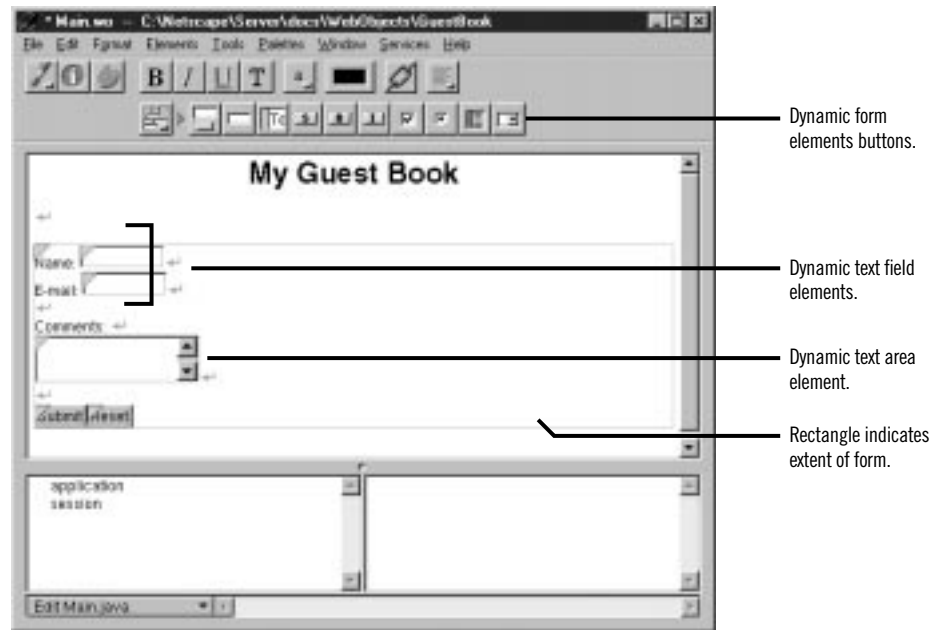 * Main.wo — C:\Netscape\Server\docs\WebObjects\GuestBook
File Edit Format Elements Tools Palettes Window Services Help
B I U T a
Dynamic form
elements buttons.
My Guest Book
Name:
Dynamic text field
elements.
E-mail:
Comments:
Dynamic text area
element.
Submit Reset
Rectangle indicates
extent of form.
application
session
Edit Main.java